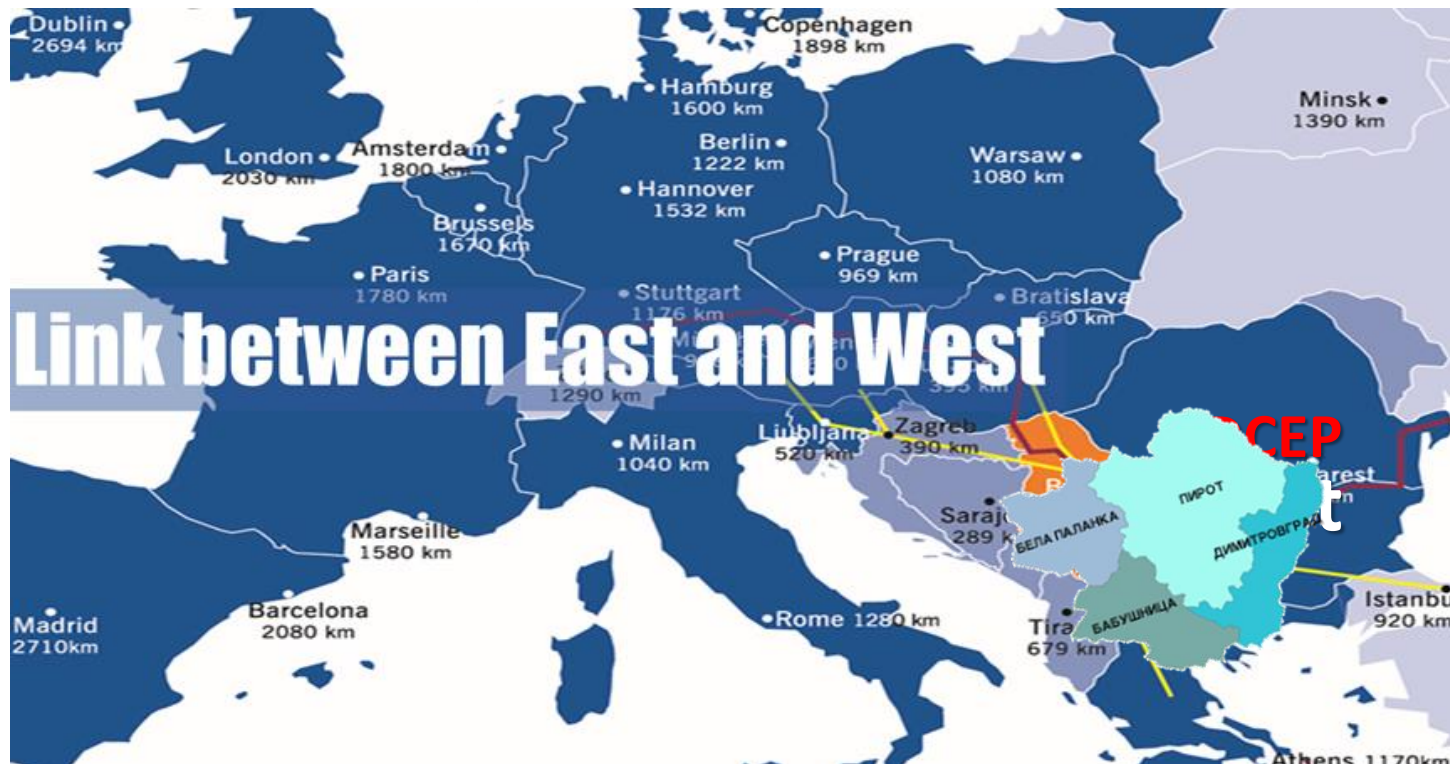 Dublin
2694 km
Copenhagen
1898 km
Hamburg
1600 km
Minsk
1390 km
Berlin
1222 km
London
2030 km
Amsterdam
1800 km
Warsaw
1080 km
Hannover
1532 km
Brussels
1670 km
Prague
969 km
Paris
1780 km
Stuttgart
1176 km
Bratislava
650 km
Link between East and West
395 km
1290 km
Milan
1040 km
Ljubljana
520 km
Zagreb
390 km
CEP
ПИРОТ
БЕЛА ПАЛАНКА
ДИМИТРОВГРАД
БАБУШНИЦА
289
Marseille
1580 km
Barcelona
2080 km
Madrid
2710km
Rome 1280 km
679 km
920 km
Athens 1170km